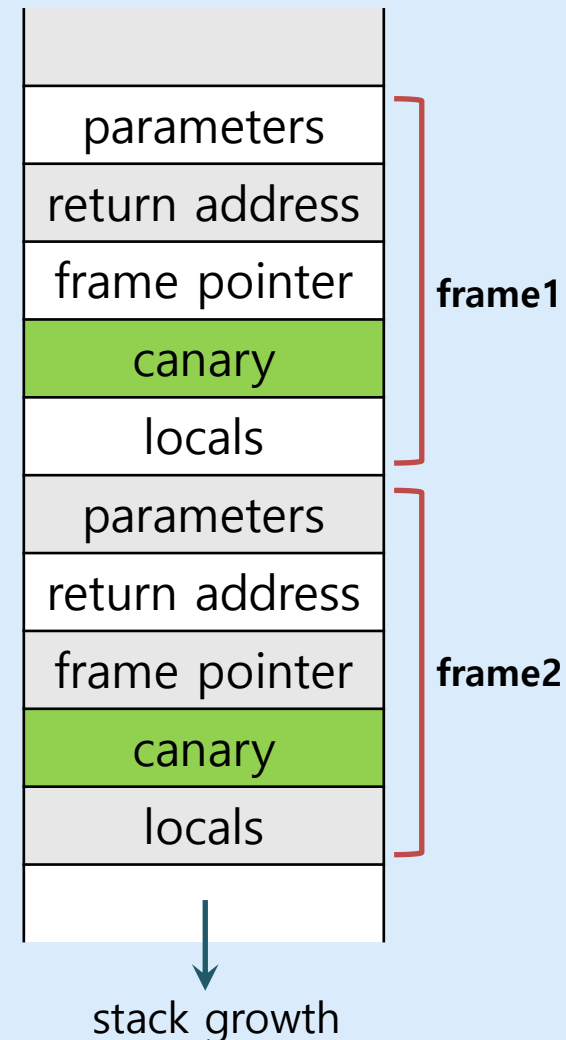 parameters
return address
frame pointer
frame1
canary
locals
parameters
return address
frame pointer
frame2
canary
locals
stack growth